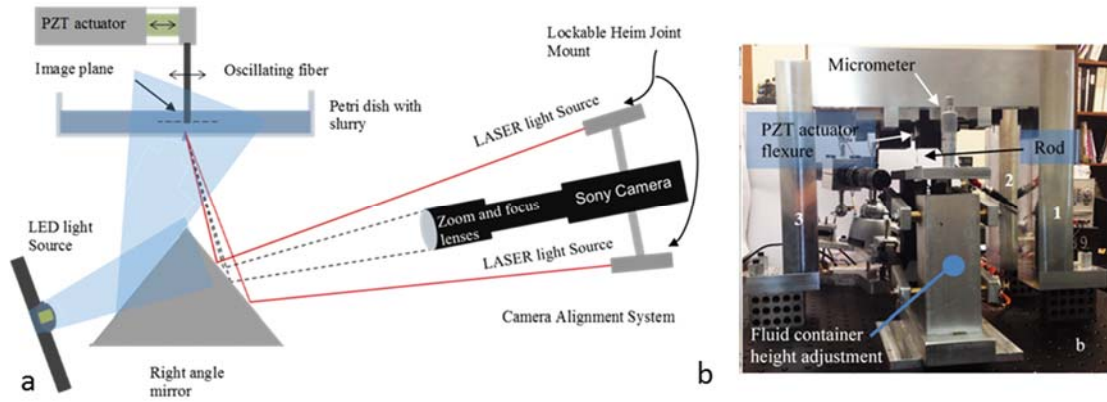 PZT actuator
Image plane
Oscillating fiber
Petri dish with
slurry
LASER light Source
Lockable Heim Joint
Mount
Sony Camera
Zoom and focus
lenses
LASER light Source
LED light
Source
Camera Alignment System
Right angle
mirror
a
b
Micrometer
PZT actuator
flexure
Rod
3
2
1
Fluid container
height adjustment
b